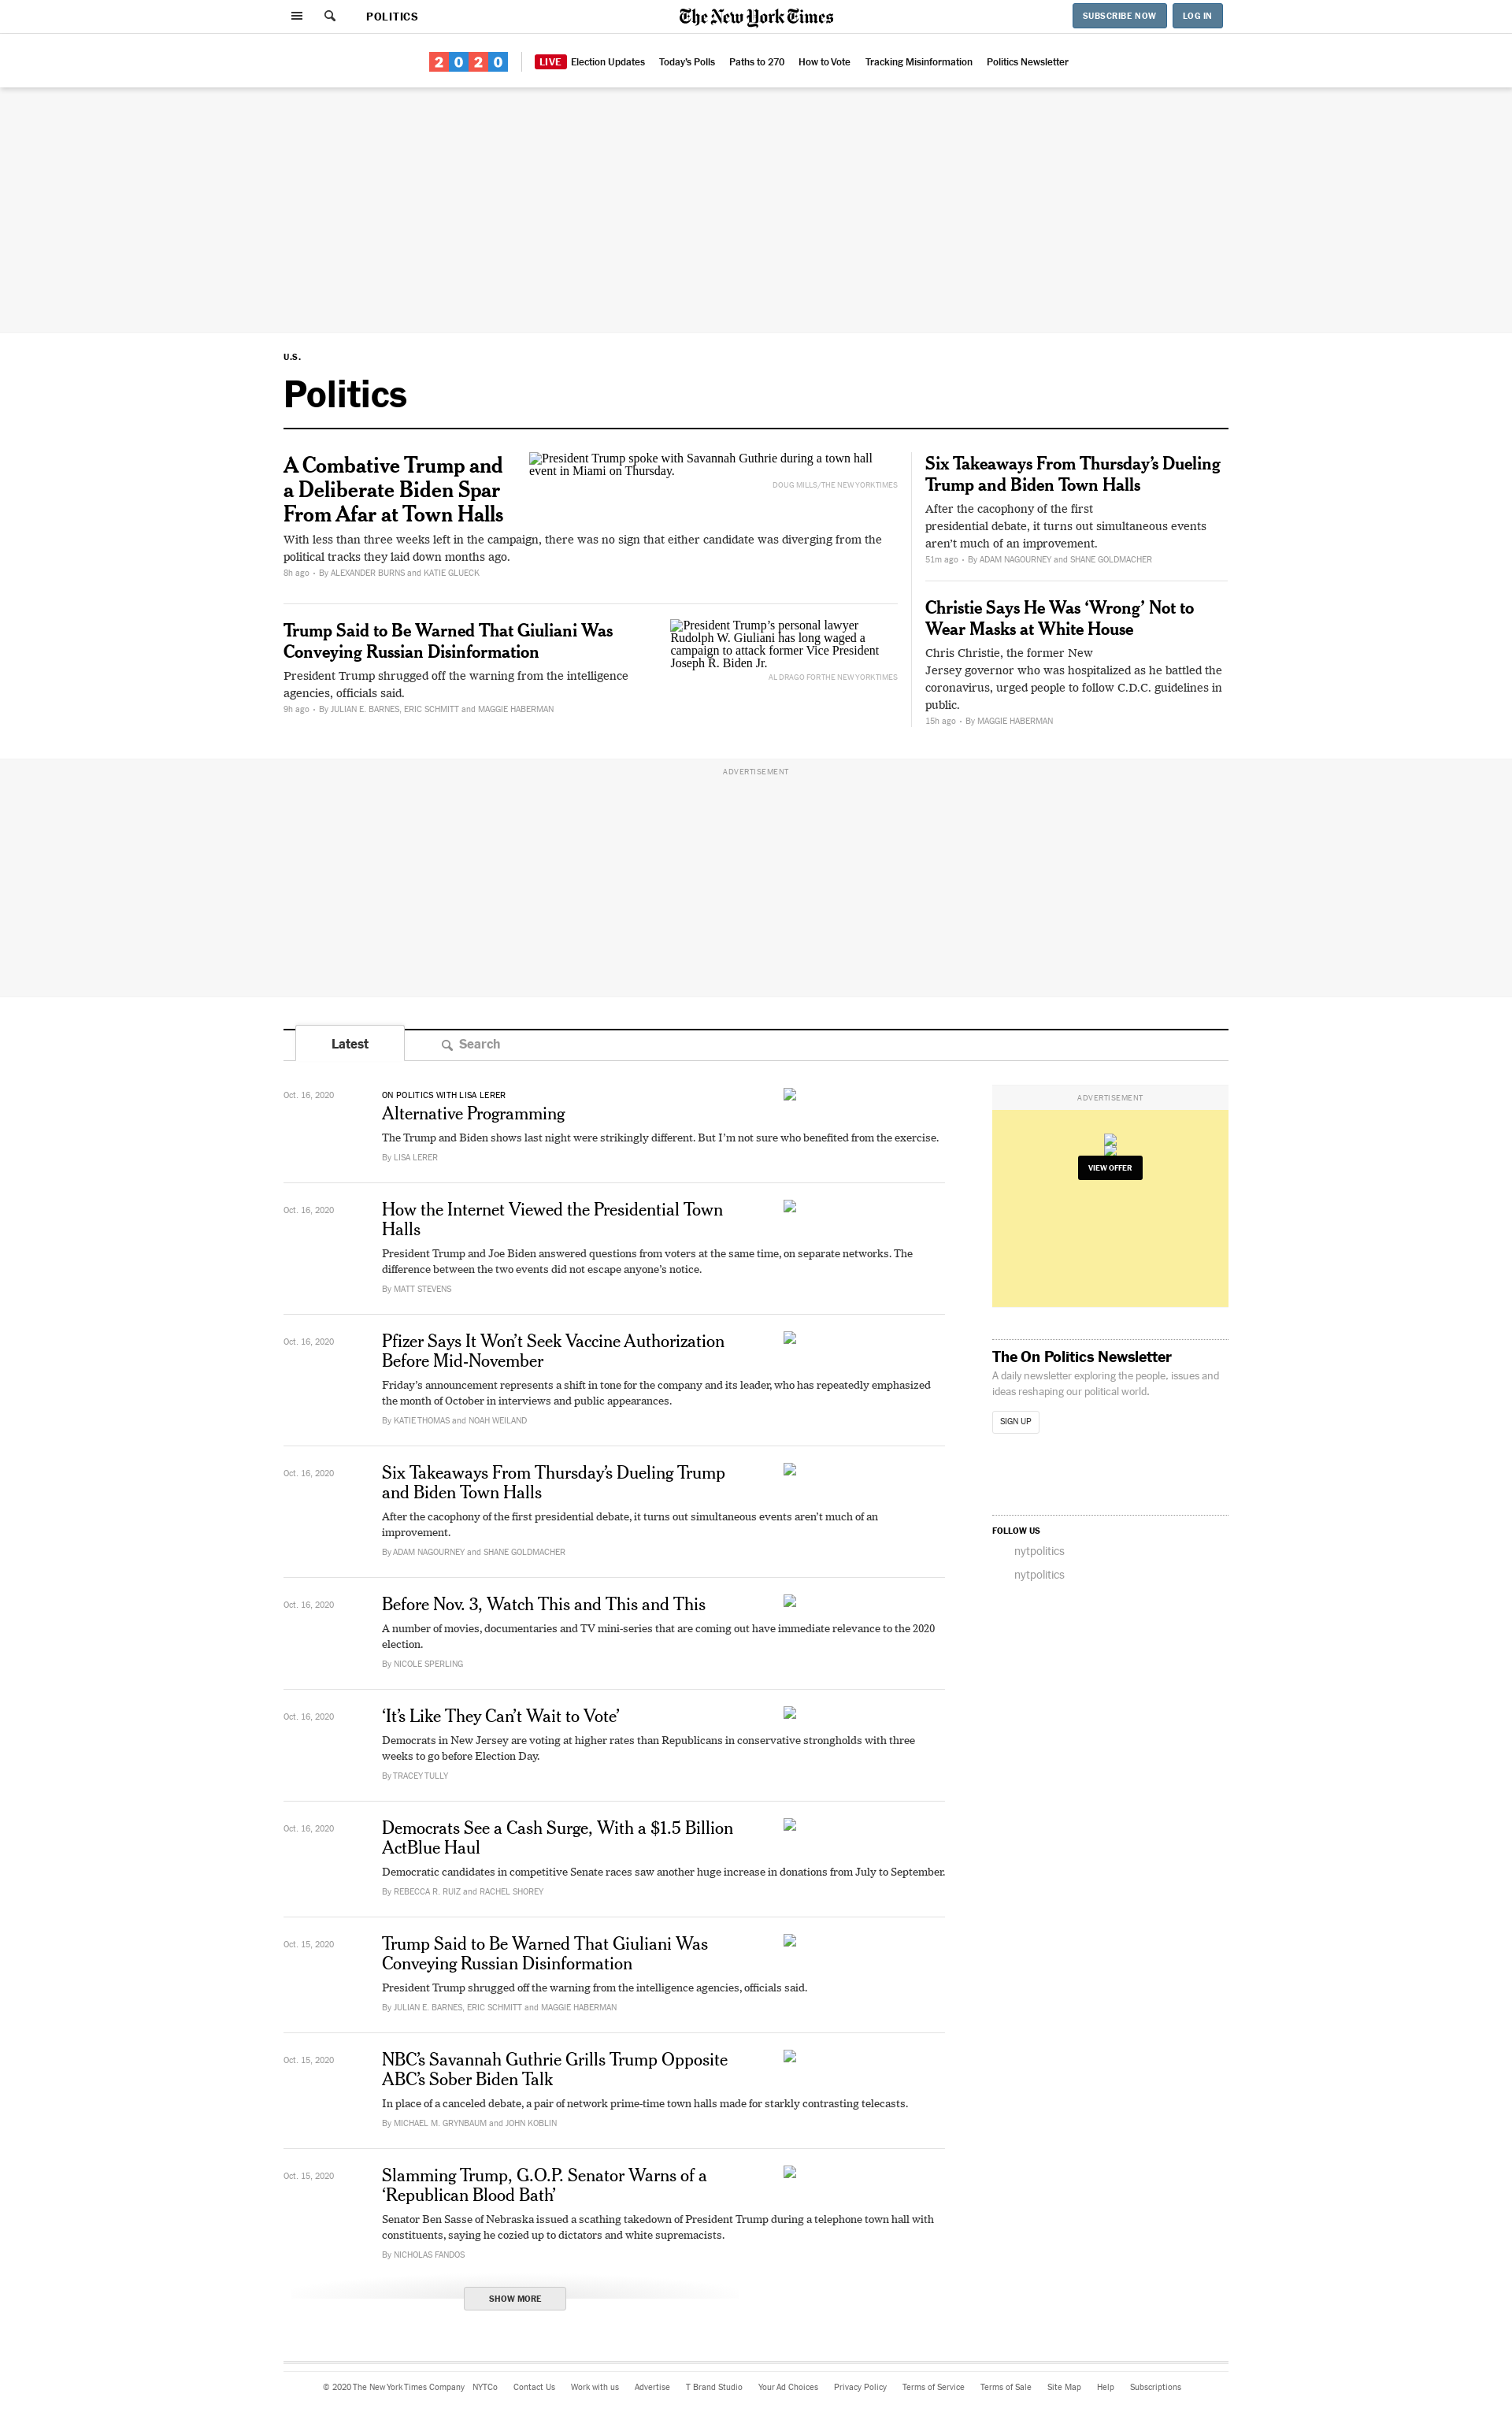 POLITICS
The New York Times
SUBSCRIBE NOW
LOG IN
2020
LIVE Election Updates
Today's Polls
Paths to 270
How to Vote
Tracking Misinformation
Politics Newsletter
U.S.
Politics
A Combative Trump and
a Deliberate Biden Spar
From Afar at Town Halls
President Trump spoke with Savannah Guthrie during a town hall
event in Miami on Thursday.
DOUG MILLS/THE NEW YORK TIMES
With less than three weeks left in the campaign, there was no sign that either candidate was diverging from the
political tracks they laid down months ago.
8h ago • By ALEXANDER BURNS and KATIE GLUECK
Trump Said to Be Warned That Giuliani Was
Conveying Russian Disinformation
President Trump shrugged off the warning from the intelligence
agencies, officials said.
9h ago • By JULIAN E. BARNES, ERIC SCHMITT and MAGGIE HABERMAN
President Trump’s personal lawyer
Rudolph W. Giuliani has long waged a
campaign to attack former Vice President
Joseph R. Biden Jr.
AL DRAGO FOR THE NEW YORK TIMES
Six Takeaways From Thursday’s Dueling
Trump and Biden Town Halls
After the cacophony of the first
presidential debate, it turns out simultaneous events
aren’t much of an improvement.
51m ago • By ADAM NAGOURNEY and SHANE GOLDMACHER
Christie Says He Was ‘Wrong’ Not to
Wear Masks at White House
Chris Christie, the former New
Jersey governor who was hospitalized as he battled the
coronavirus, urged people to follow C.D.C. guidelines in
public.
15h ago • By MAGGIE HABERMAN
ADVERTISEMENT
Latest
Search
Oct. 16, 2020
ON POLITICS WITH LISA LERER
Alternative Programming
The Trump and Biden shows last night were strikingly different. But I’m not sure who benefited from the exercise.
By LISA LERER
Oct. 16, 2020
How the Internet Viewed the Presidential Town
Halls
President Trump and Joe Biden answered questions from voters at the same time, on separate networks. The
difference between the two events did not escape anyone’s notice.
By MATT STEVENS
Oct. 16, 2020
Pfizer Says It Won’t Seek Vaccine Authorization
Before Mid-November
Friday’s announcement represents a shift in tone for the company and its leader, who has repeatedly emphasized
the month of October in interviews and public appearances.
By KATIE THOMAS and NOAH WEILAND
Oct. 16, 2020
Six Takeaways From Thursday’s Dueling Trump
and Biden Town Halls
After the cacophony of the first presidential debate, it turns out simultaneous events aren’t much of an
improvement.
By ADAM NAGOURNEY and SHANE GOLDMACHER
Oct. 16, 2020
Before Nov. 3, Watch This and This and This
A number of movies, documentaries and TV mini-series that are coming out have immediate relevance to the 2020
election.
By NICOLE SPERLING
Oct. 16, 2020
‘It’s Like They Can’t Wait to Vote’
Democrats in New Jersey are voting at higher rates than Republicans in conservative strongholds with three
weeks to go before Election Day.
By TRACEY TULLY
Oct. 16, 2020
Democrats See a Cash Surge, With a $1.5 Billion
ActBlue Haul
Democratic candidates in competitive Senate races saw another huge increase in donations from July to September.
By REBECCA R. RUIZ and RACHEL SHOREY
Oct. 15, 2020
Trump Said to Be Warned That Giuliani Was
Conveying Russian Disinformation
President Trump shrugged off the warning from the intelligence agencies, officials said.
By JULIAN E. BARNES, ERIC SCHMITT and MAGGIE HABERMAN
Oct. 15, 2020
NBC’s Savannah Guthrie Grills Trump Opposite
ABC’s Sober Biden Talk
In place of a canceled debate, a pair of network prime-time town halls made for starkly contrasting telecasts.
By MICHAEL M. GRYNBAUM and JOHN KOBLIN
Oct. 15, 2020
Slamming Trump, G.O.P. Senator Warns of a
‘Republican Blood Bath’
Senator Ben Sasse of Nebraska issued a scathing takedown of President Trump during a telephone town hall with
constituents, saying he cozied up to dictators and white supremacists.
By NICHOLAS FANDOS
SHOW MORE
ADVERTISEMENT
VIEW OFFER
The On Politics Newsletter
A daily newsletter exploring the people, issues and
ideas reshaping our political world.
SIGN UP
FOLLOW US
nytpolitics
nytpolitics
© 2020 The New York Times Company
NYTCo
Contact Us
Work with us
Advertise
T Brand Studio
Your Ad Choices
Privacy Policy
Terms of Service
Terms of Sale
Site Map
Help
Subscriptions